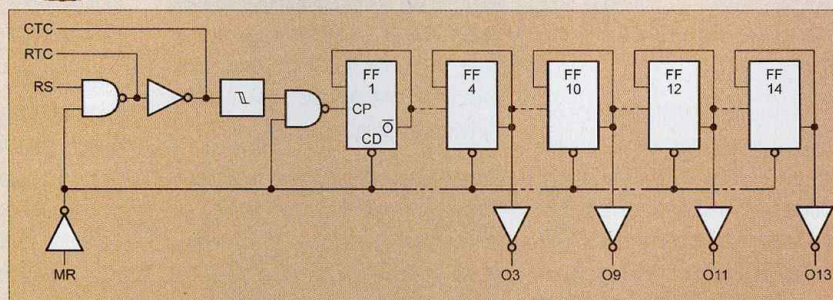 CTC
RTC
RS
FF FF FF FF FF
1 4 10 12 14
CP
O
CD
MR O3 O9 O11 O13